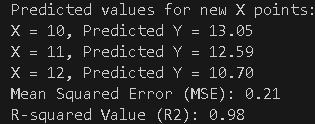 Predicted values for new X points:
X = 10, Predicted Y = 13.05
X = 11, Predicted Y = 12.59
X = 12, Predicted Y = 10.70
Mean Squared Error (MSE): 0.21
R-squared Value (R2): 0.98